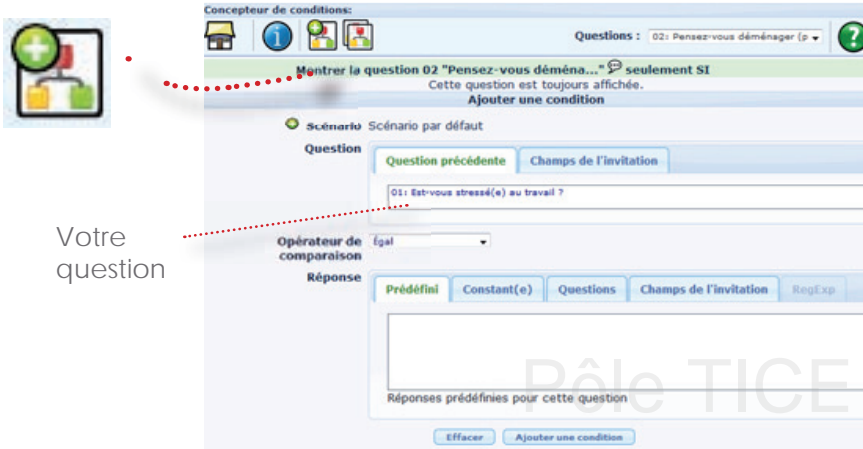 Concepteur de conditions:
Questions : 02: Pensez-vous déménager (p
Montrer la question 02 "Pensez-vous déména..." seulement SI
Cette question est toujours affichée.
Ajouter une condition
Scénario Scénario par défaut
Question
Question précédente Champs de l'invitation
01: Est-vous stressé(e) au travail ?
Votre
question
Opérateur de
comparaison
Égal
Réponse
Prédéfini Constant(e) Questions Champs de l'invitation RegExp
Pôle TICE
Réponses prédéfinies pour cette question
Effacer Ajouter une condition